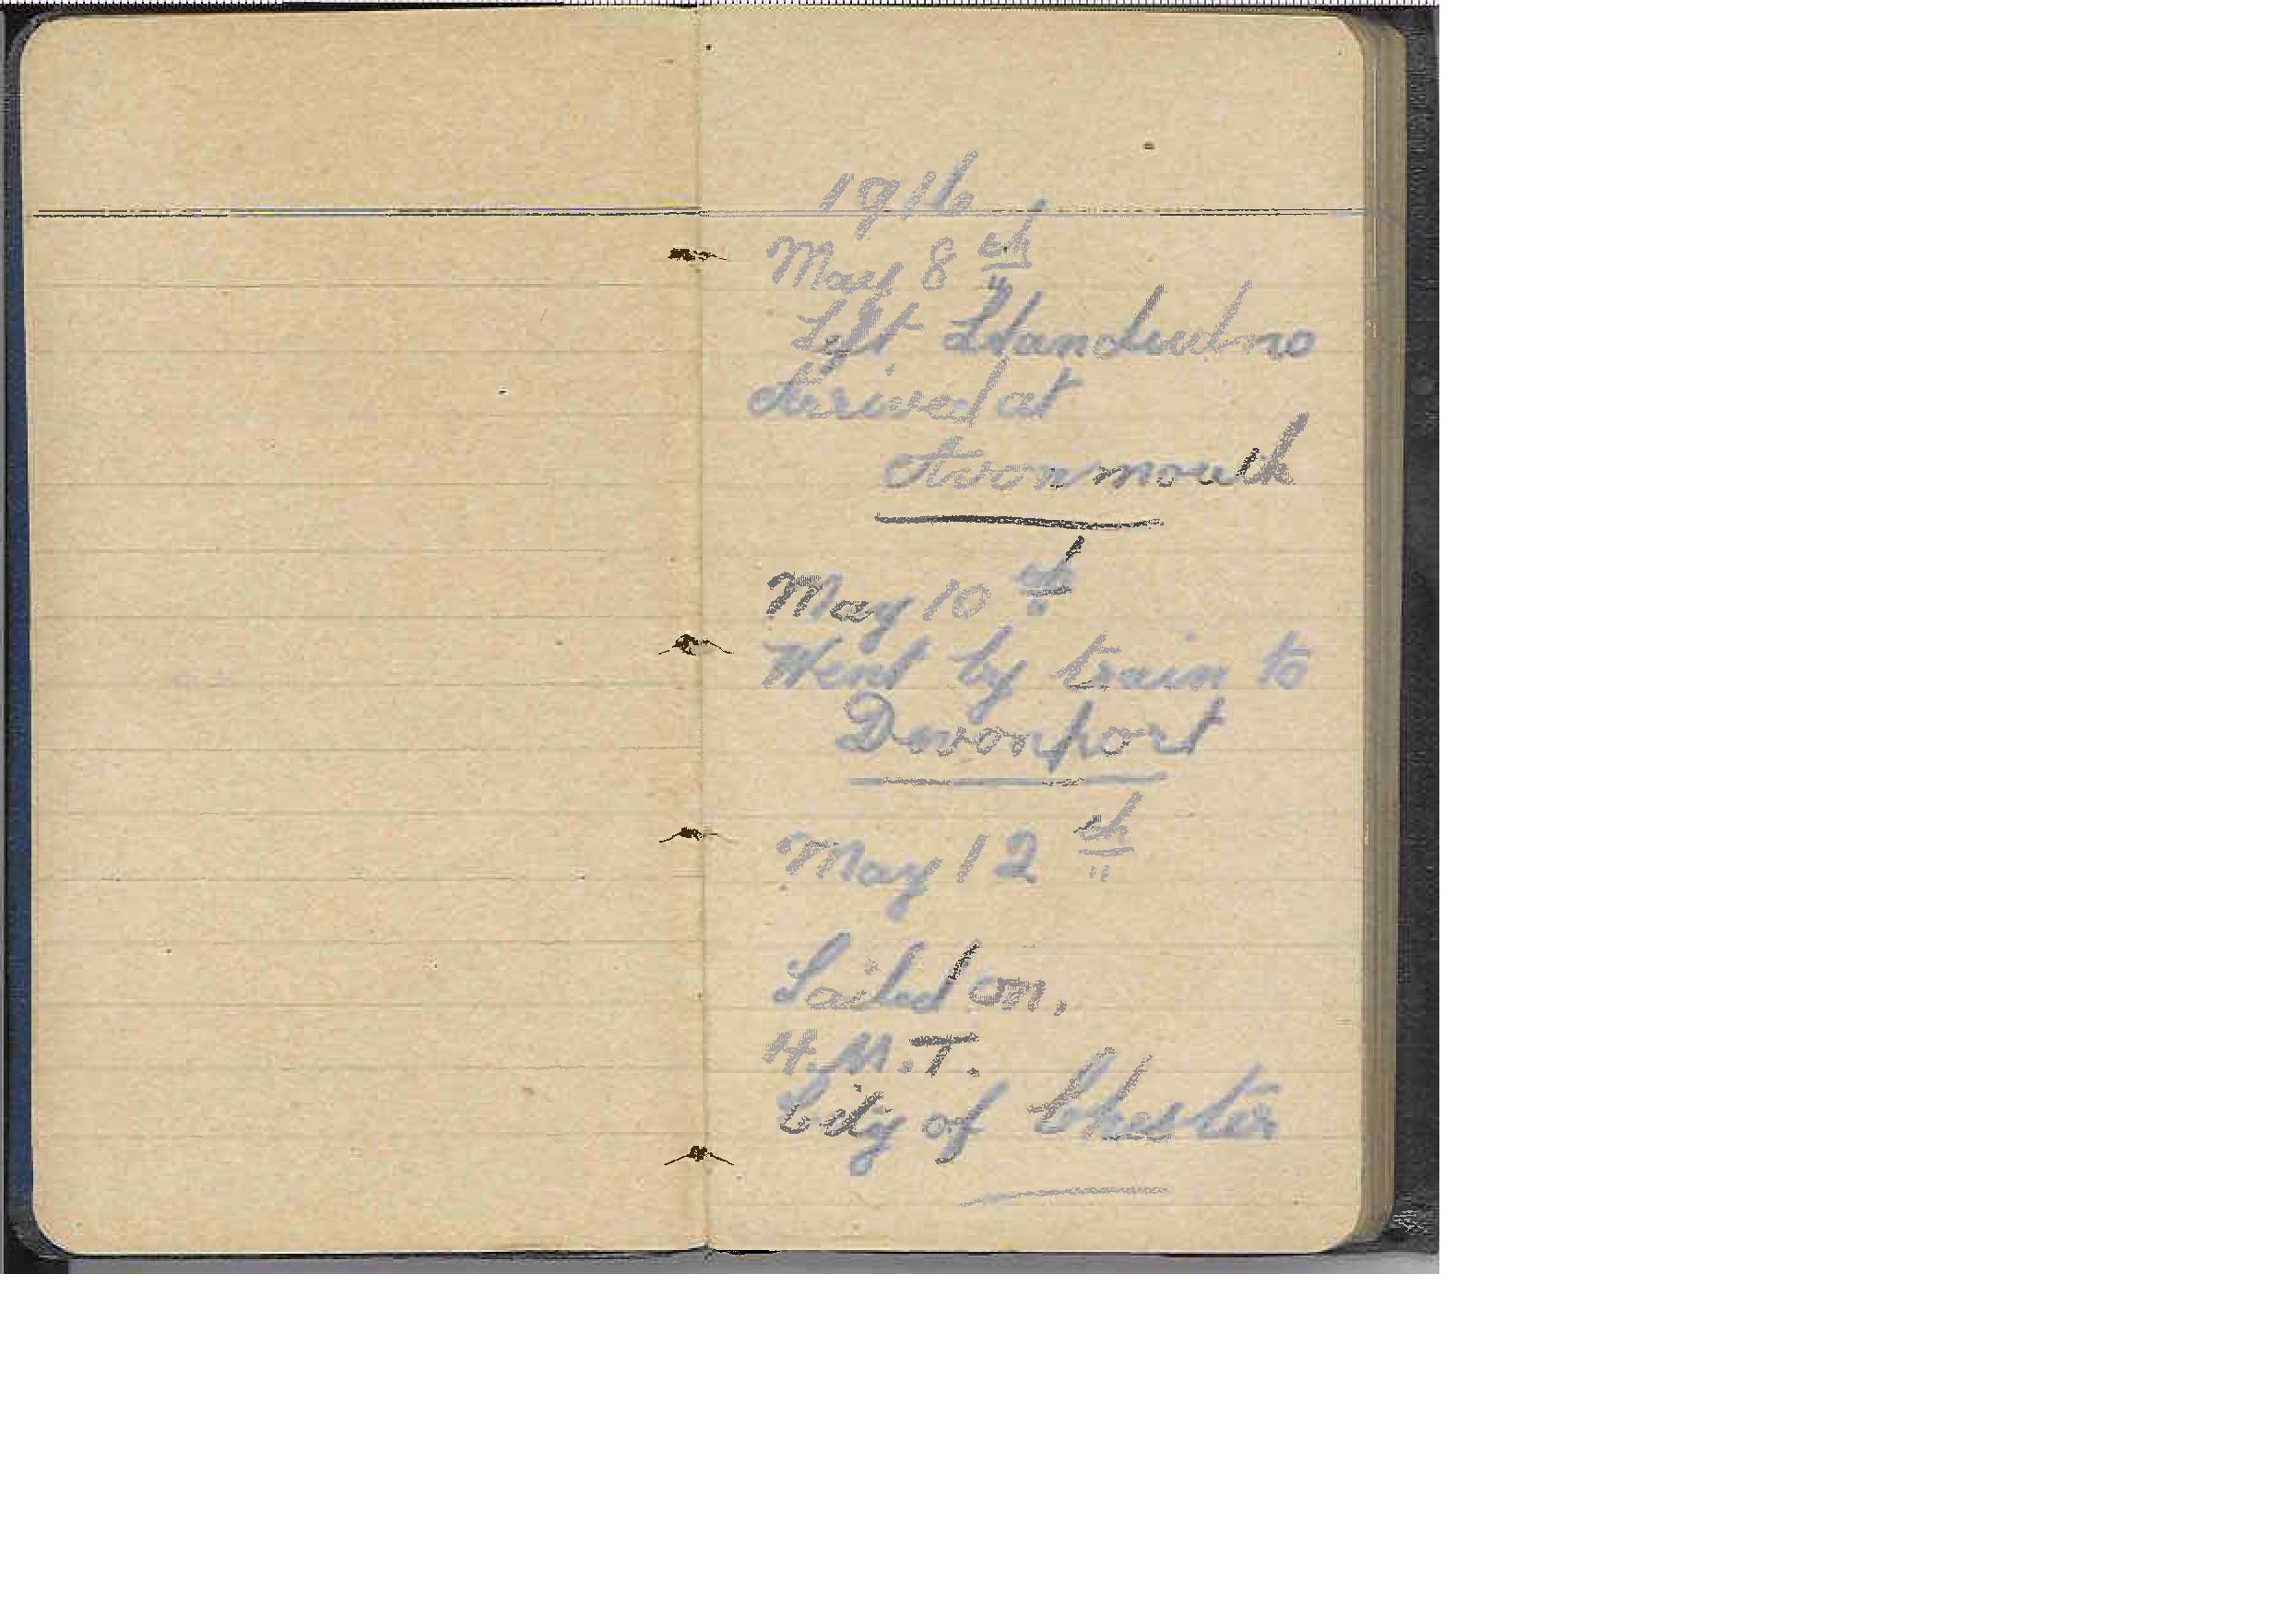 1916
May 8th
Left Llandudno
Arrived at
Avonmouth
May 10th
Went by train to
Devonport
May 12th
Sailed on,
H.M.T.
City of Chester